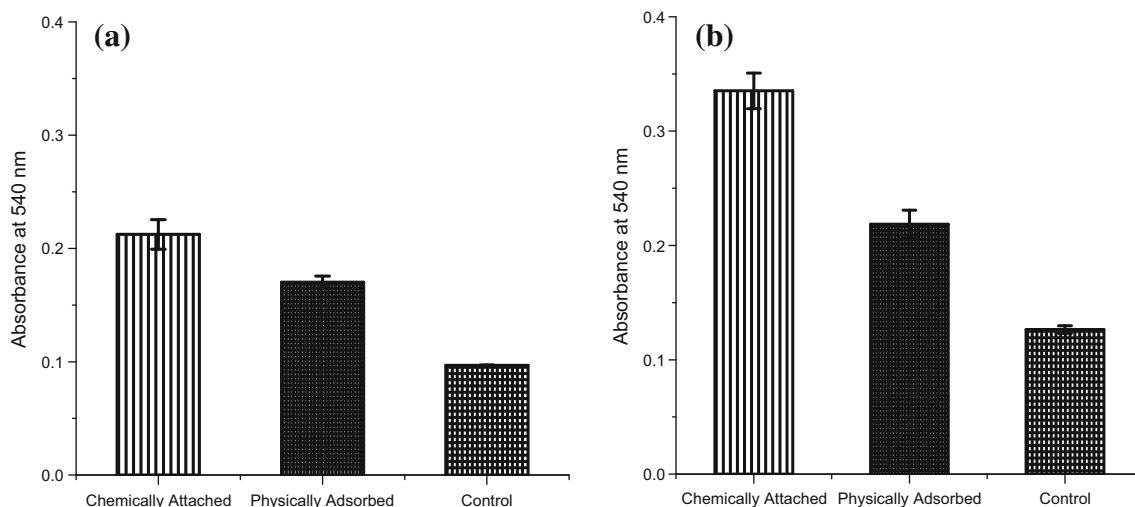 (a)
Absorbance at 540 nm
0.4
0.3
0.2
0.1
0.0
Chemically Attached
Physically Adsorbed
Control
(b)
Absorbance at 540 nm
0.4
0.3
0.2
0.1
0.0
Chemically Attached
Physically Adsorbed
Control